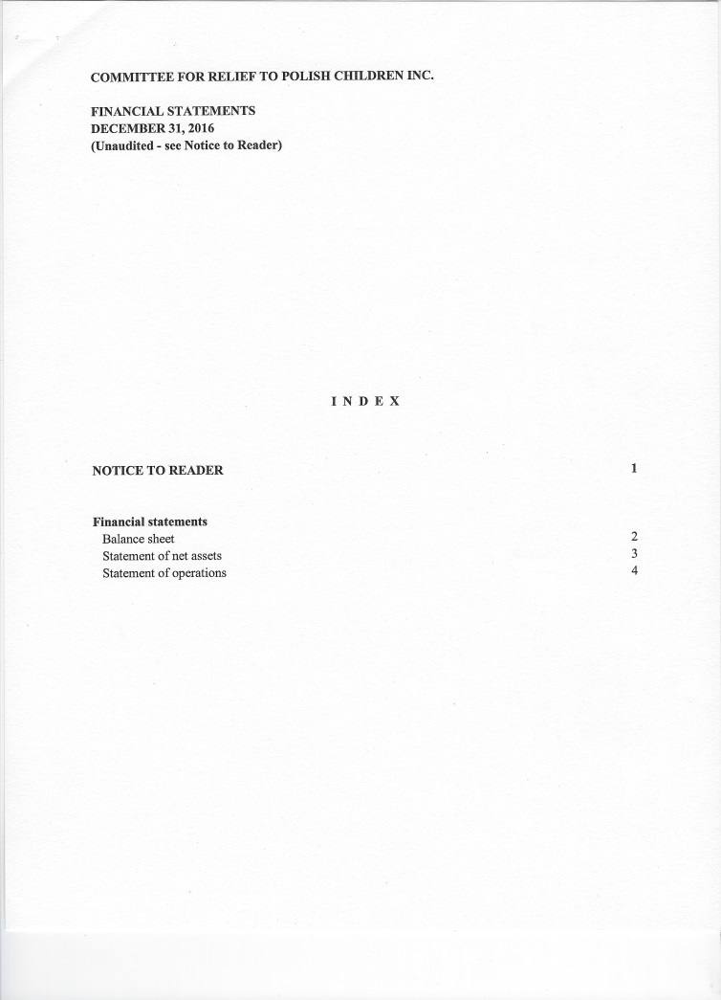 COMMITTEE FOR RELIEF TO POLISH CHILDREN INC.
FINANCIAL STATEMENTS
DECEMBER 31, 2016
(Unaudited - see Notice to Reader)
I N D E X
NOTICE TO READER 1
Financial statements
Balance sheet 2
Statement of net assets 3
Statement of operations 4